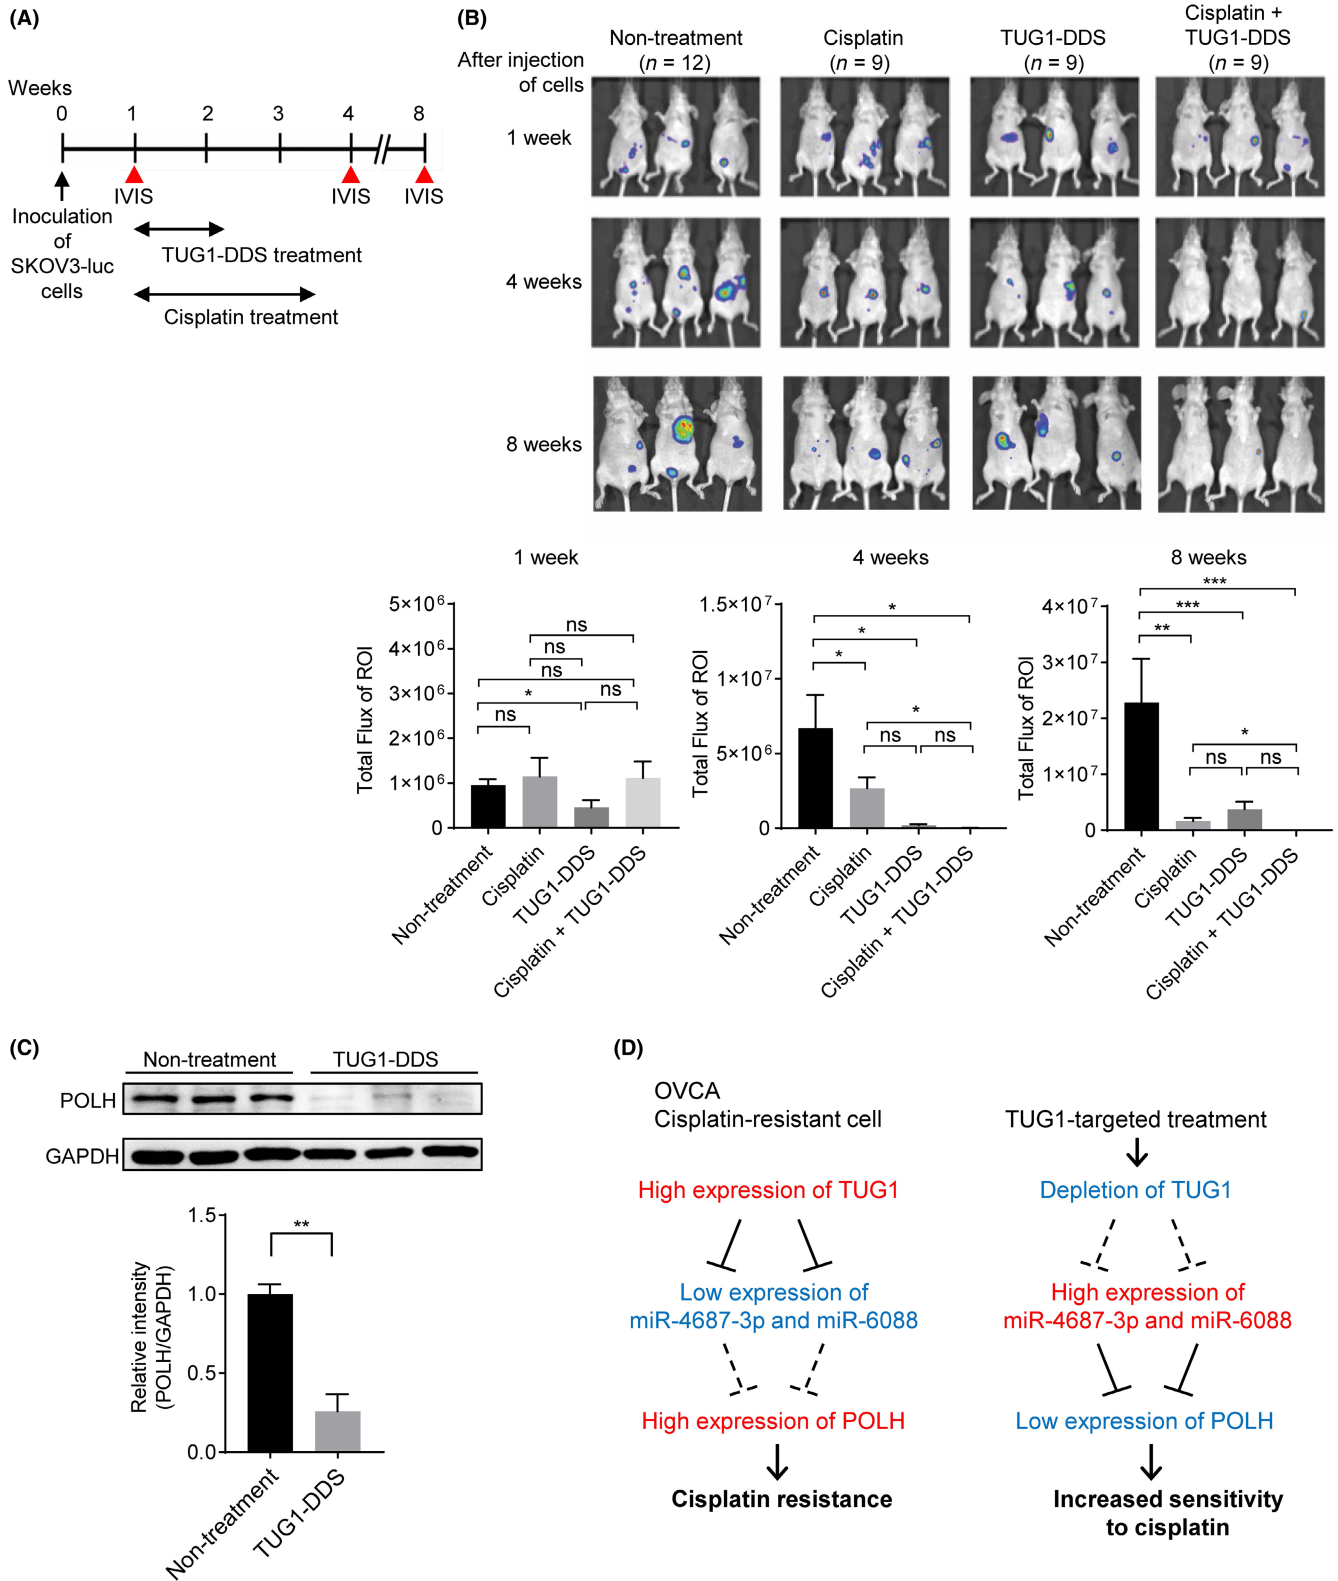 (A)
Weeks
0 1 2 3 4 8
IVIS IVIS IVIS
Inoculation
of
SKOV3-luc
cells
TUG1-DDS treatment
Cisplatin treatment
(B)
After injection
of cells
Non-treatment
(n = 12)
Cisplatin
(n = 9)
TUG1-DDS
(n = 9)
Cisplatin +
TUG1-DDS
(n = 9)
1 week
4 weeks
8 weeks
1 week
Total Flux of ROI
5×10⁶
4×10⁶
3×10⁶
2×10⁶
1×10⁶
0
ns
ns
ns
* ns
ns
Non-treatment
Cisplatin
TUG1-DDS
Cisplatin + TUG1-DDS
4 weeks
Total Flux of ROI
1.5×10⁷
1×10⁷
5×10⁶
0
*
*
*
*
ns ns
Non-treatment
Cisplatin
TUG1-DDS
Cisplatin + TUG1-DDS
8 weeks
Total Flux of ROI
4×10⁷
3×10⁷
2×10⁷
1×10⁷
0
***
***
**
*
ns ns
Non-treatment
Cisplatin
TUG1-DDS
Cisplatin + TUG1-DDS
(C)
Non-treatment TUG1-DDS
POLH
GAPDH
Relative intensity
(POLH/GAPDH)
1.5
1.0
0.5
0.0
**
Non-treatment
TUG1-DDS
(D)
OVCA
Cisplatin-resistant cell
High expression of TUG1
Low expression of
miR-4687-3p and miR-6088
High expression of POLH
Cisplatin resistance
TUG1-targeted treatment
Depletion of TUG1
High expression of
miR-4687-3p and miR-6088
Low expression of POLH
Increased sensitivity
to cisplatin